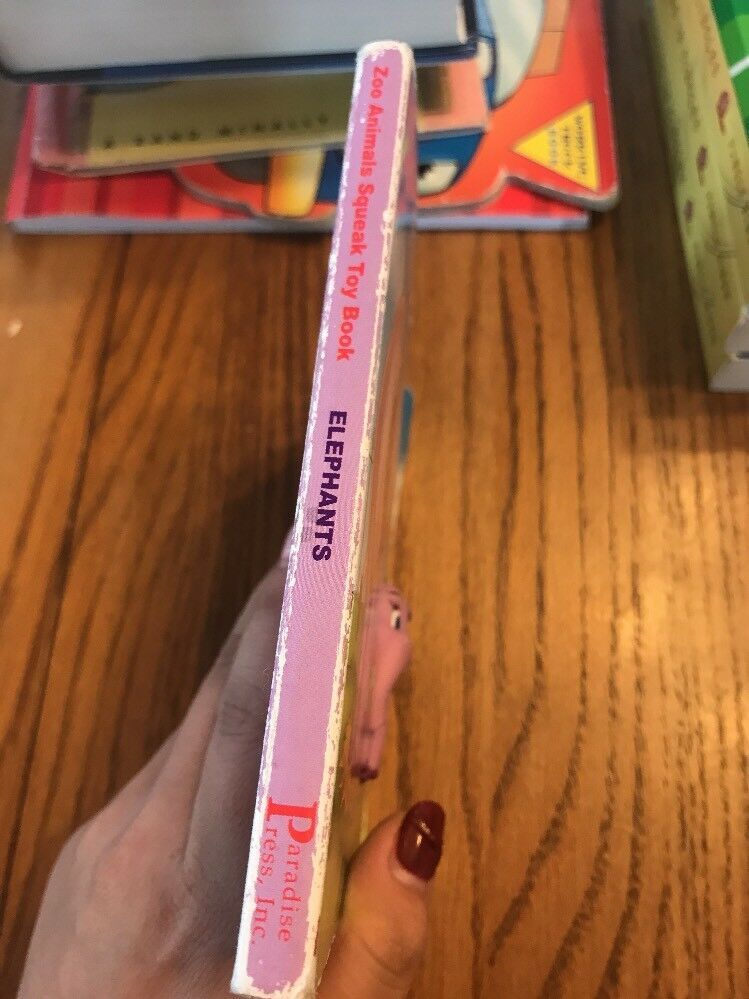 Zoo Animals Squeak Toy Book
ELEPHANTS
Paradise
Press, Inc.